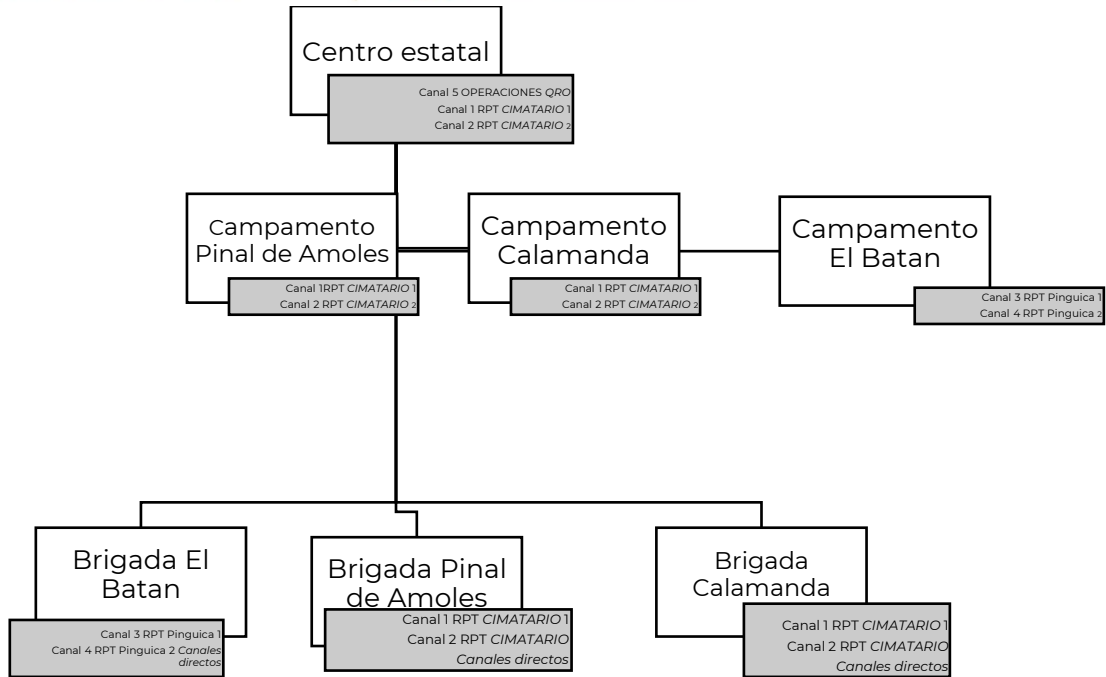 Centro estatal
Canal 5 OPERACIONES QRO
Canal 1 RPT CIMATARIO 1
Canal 2 RPT CIMATARIO 2
Campamento
Pinal de Amoles
Canal 1RPT CIMATARIO 1
Canal 2 RPT CIMATARIO 2
Campamento
Calamanda
Canal 1 RPT CIMATARIO 1
Canal 2 RPT CIMATARIO 2
Campamento
El Batan
Canal 3 RPT Pinguica 1
Canal 4 RPT Pinguica 2
Brigada El
Batan
Canal 3 RPT Pinguica 1
Canal 4 RPT Pinguica 2 Canales
directos
Brigada Pinal
de Amoles
Canal 1 RPT CIMATARIO 1
Canal 2 RPT CIMATARIO
Canales directos
Brigada
Calamanda
Canal 1 RPT CIMATARIO 1
Canal 2 RPT CIMATARIO
Canales directos